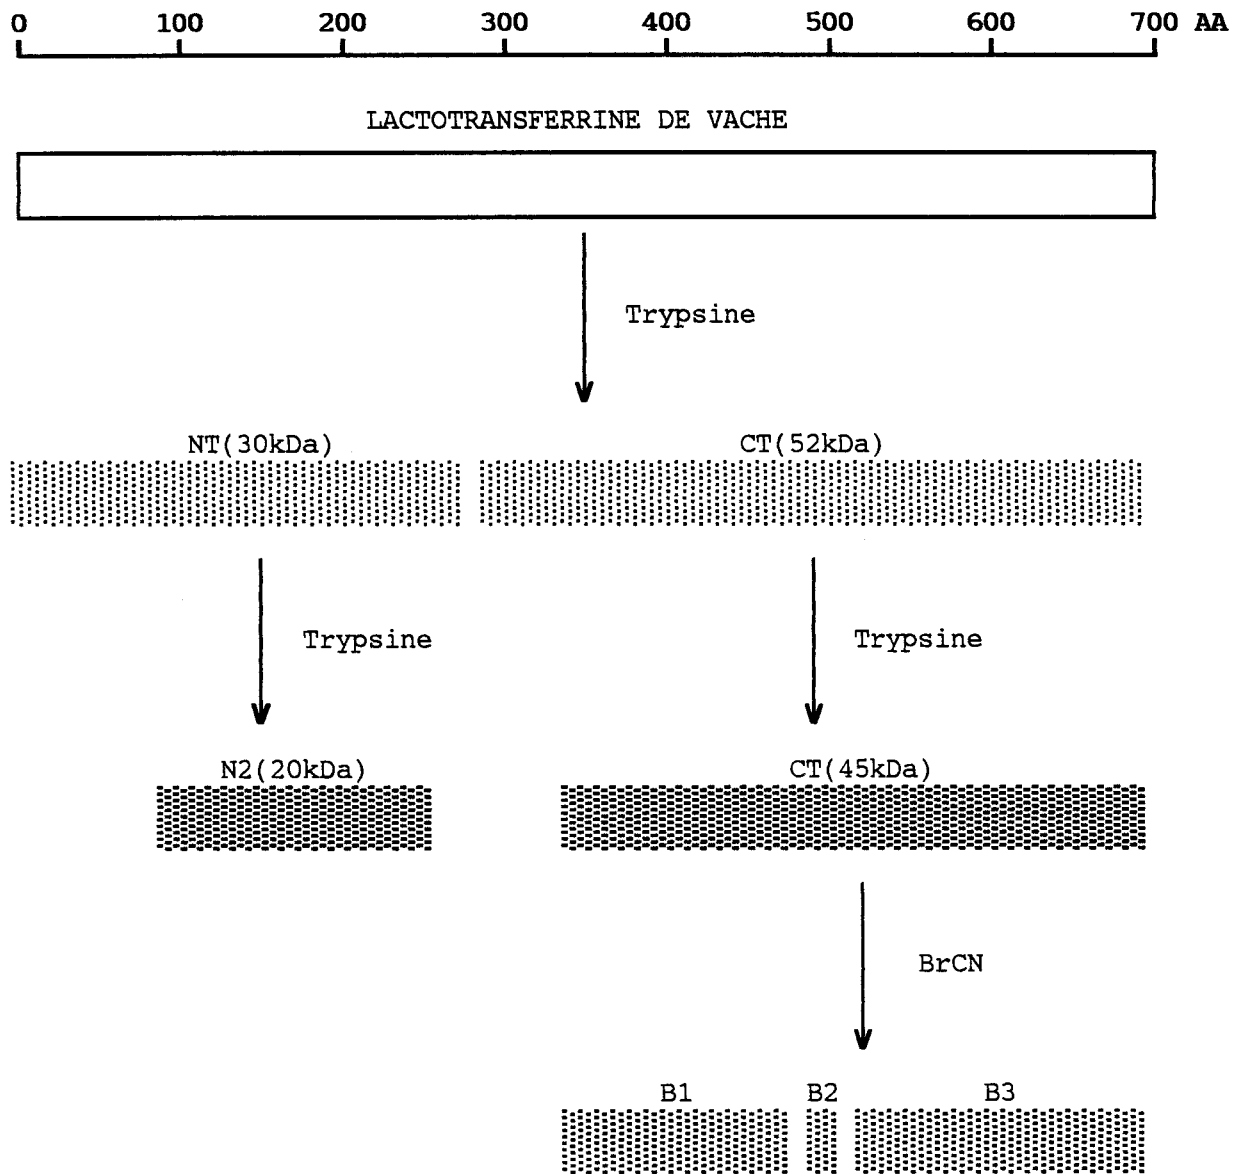 0 100 200 300 400 500 600 700 AA
LACTOTRANSFERRINE DE VACHE
Trypsine
NT(30kDa) CT(52kDa)
Trypsine Trypsine
N2(20kDa) CT(45kDa)
BrCN
B1 B2 B3